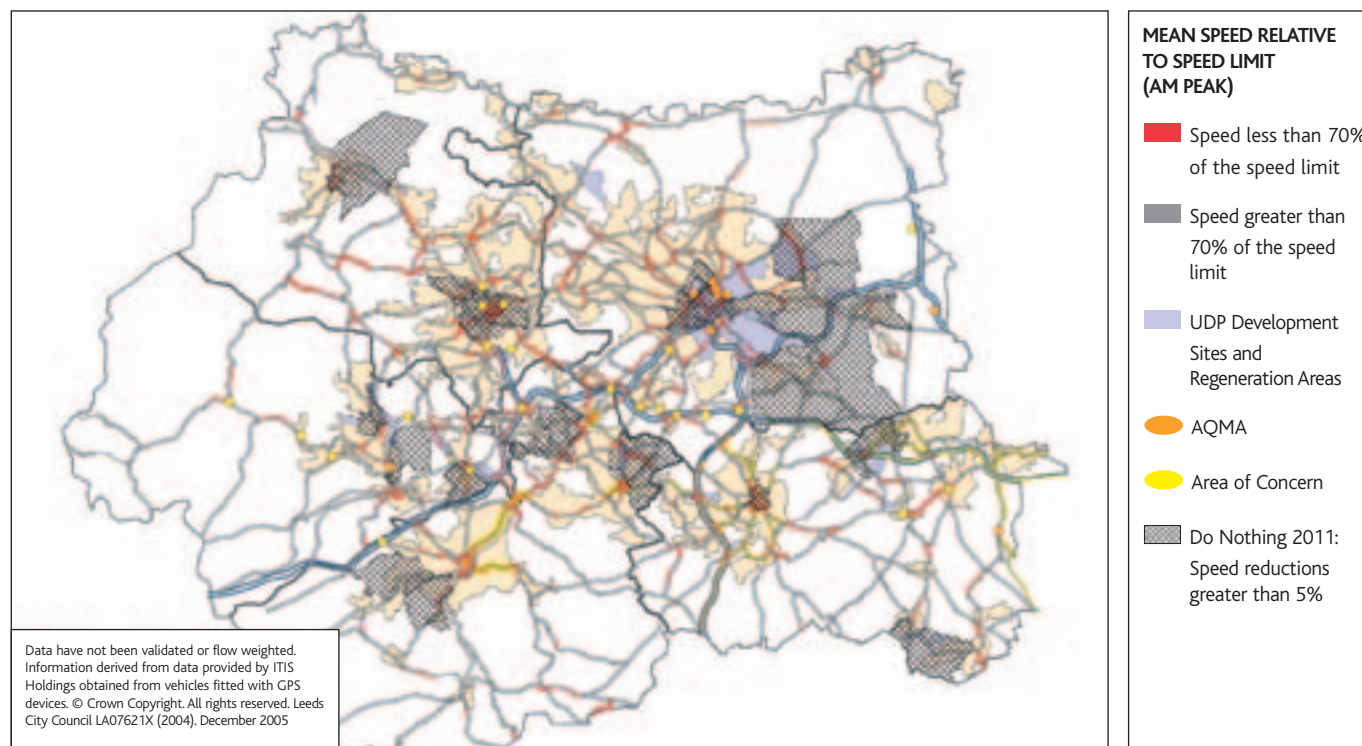 MEAN SPEED RELATIVE
TO SPEED LIMIT
(AM PEAK)
Speed less than 70%
of the speed limit
Speed greater than
70% of the speed
limit
UDP Development
Sites and
Regeneration Areas
AQMA
Area of Concern
Do Nothing 2011:
Speed reductions
greater than 5%
Data have not been validated or flow weighted.
Information derived from data provided by ITIS
Holdings obtained from vehicles fitted with GPS
devices. © Crown Copyright. All rights reserved. Leeds
City Council LA07621X (2004). December 2005